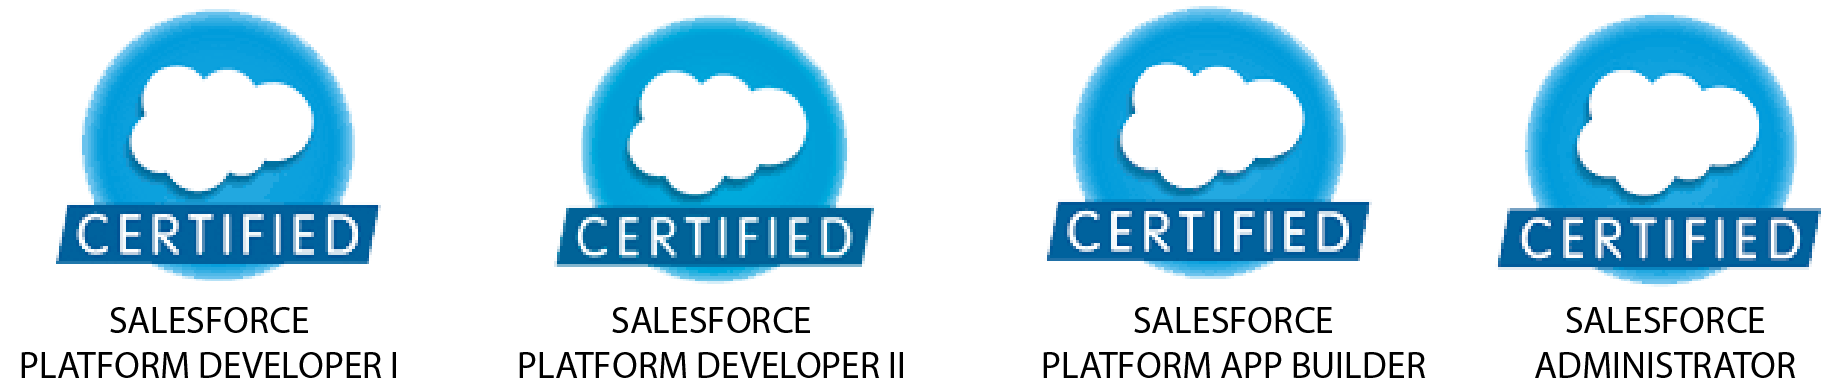 CERTIFIED
SALESFORCE
PLATFORM DEVELOPER I
CERTIFIED
SALESFORCE
PLATFORM DEVELOPER II
CERTIFIED
SALESFORCE
PLATFORM APP BUILDER
CERTIFIED
SALESFORCE
ADMINISTRATOR